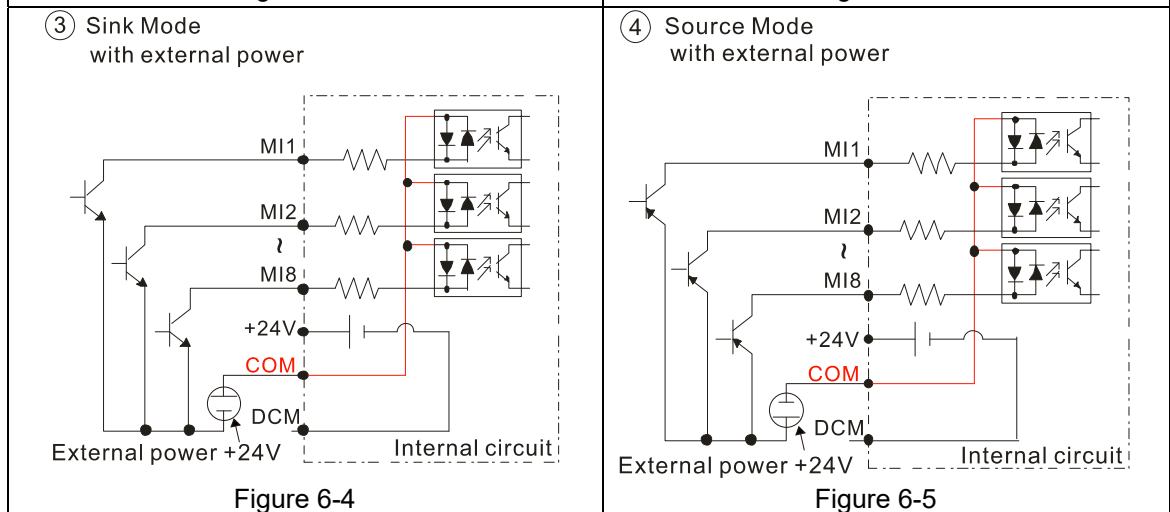 ③ Sink Mode
with external power
MI1
MI2
~
MI8
+24V
COM
DCM
External power +24V
Internal circuit
Figure 6-4
④ Source Mode
with external power
MI1
MI2
~
MI8
+24V
COM
DCM
External power +24V
Internal circuit
Figure 6-5